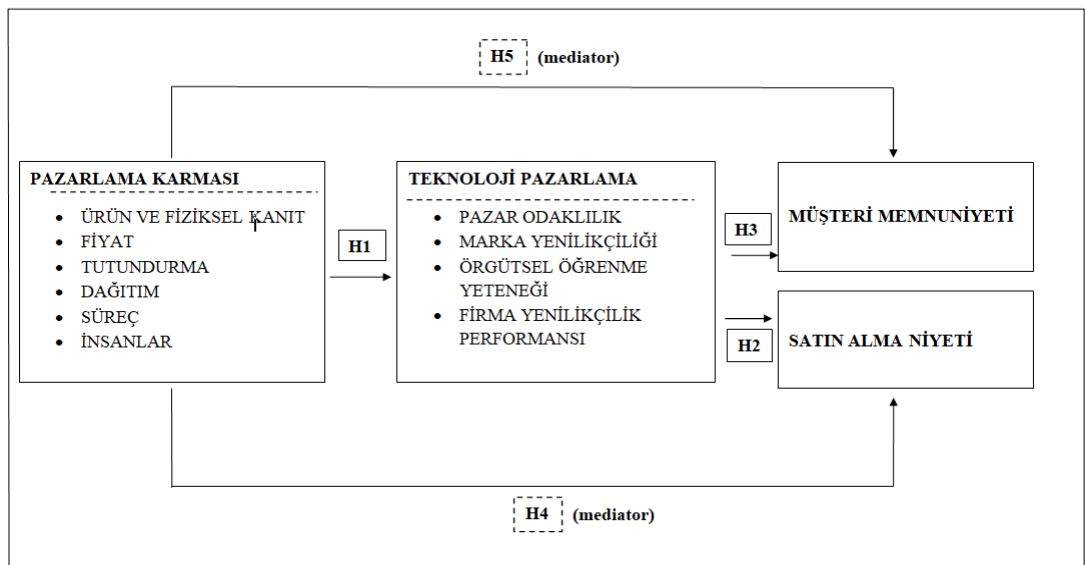 H5 (mediator)
PAZARLAMA KARMASI
• ÜRÜN VE FİZİKSEL KANIT
• FİYAT
• TUTUNDURMA
• DAĞITIM
• SÜREÇ
• İNSANLAR
H1
TEKNOLOJİ PAZARLAMA
• PAZAR ODAKLILIK
• MARKA YENİLİKÇİLİĞİ
• ÖRGÜTSEL ÖĞRENME
YETENEĞİ
• FİRMA YENİLİKÇİLİK
PERFORMANSI
H3
H2
MÜŞTERİ MEMNUNİYETİ
SATIN ALMA NİYETİ
H4 (mediator)